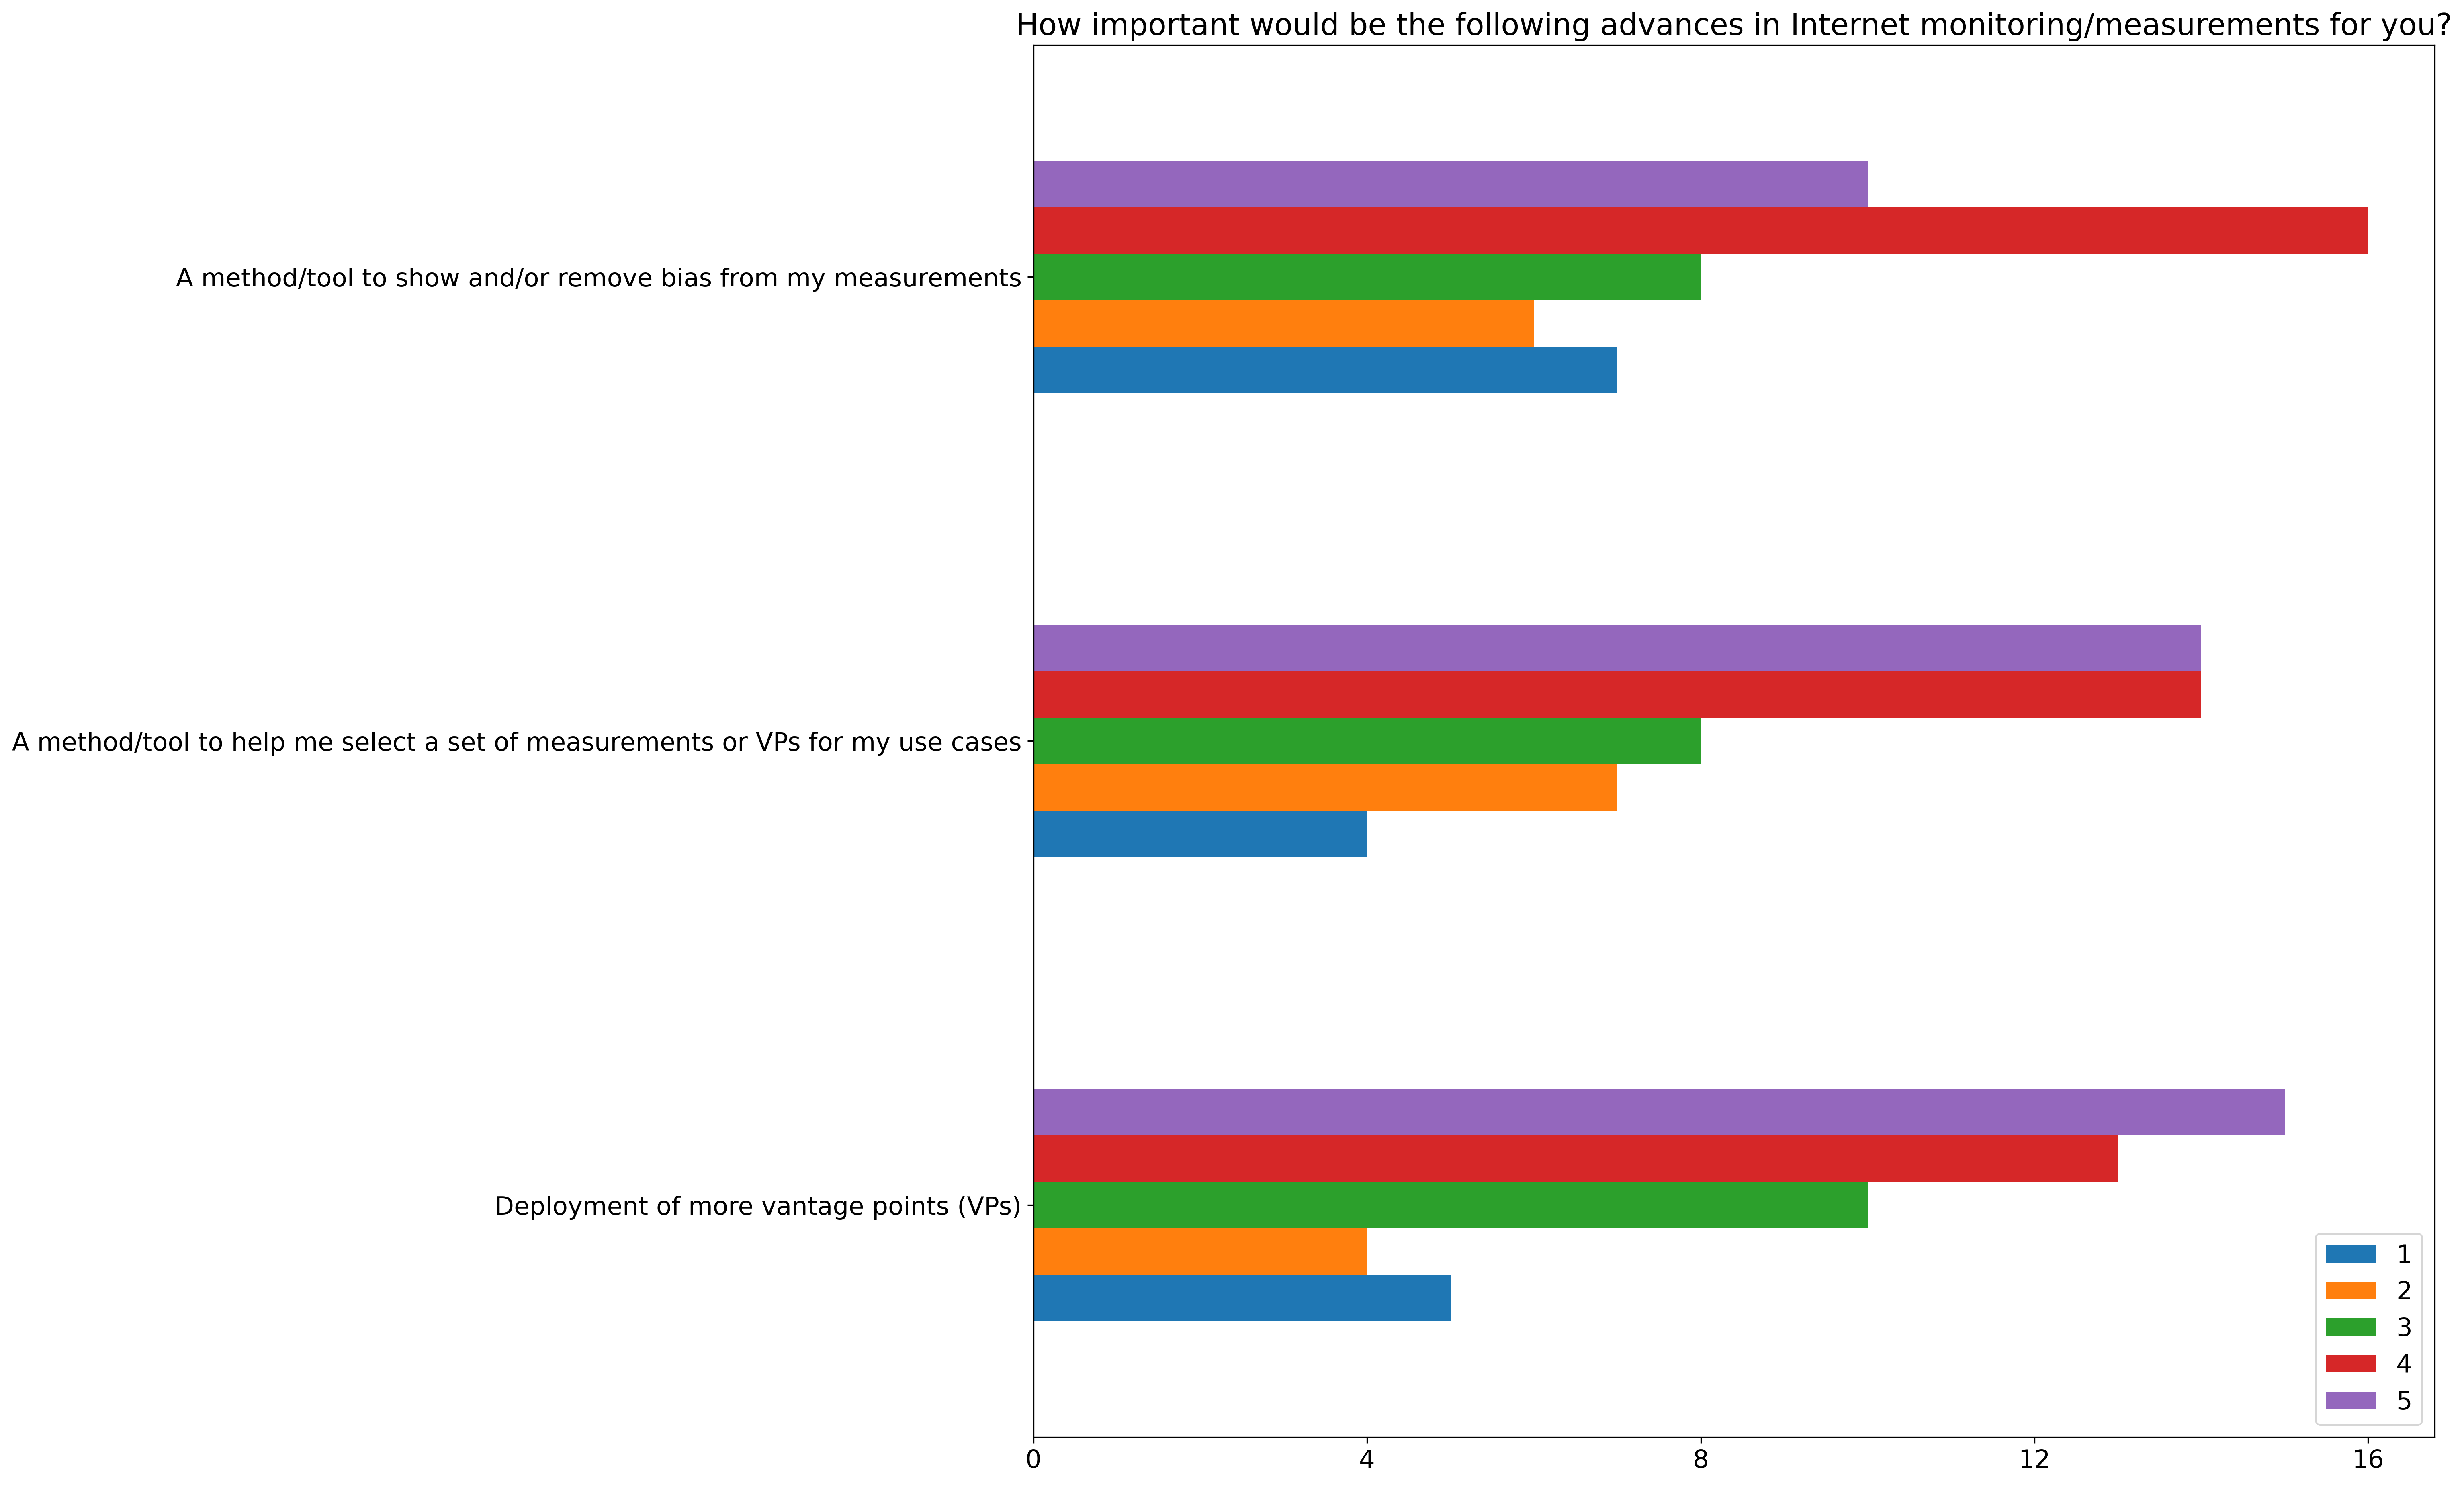 How important would be the following advances in Internet monitoring/measurements for you?
A method/tool to show and/or remove bias from my measurements
A method/tool to help me select a set of measurements or VPs for my use cases
Deployment of more vantage points (VPs)
1
2
3
4
5
0 4 8 12 16